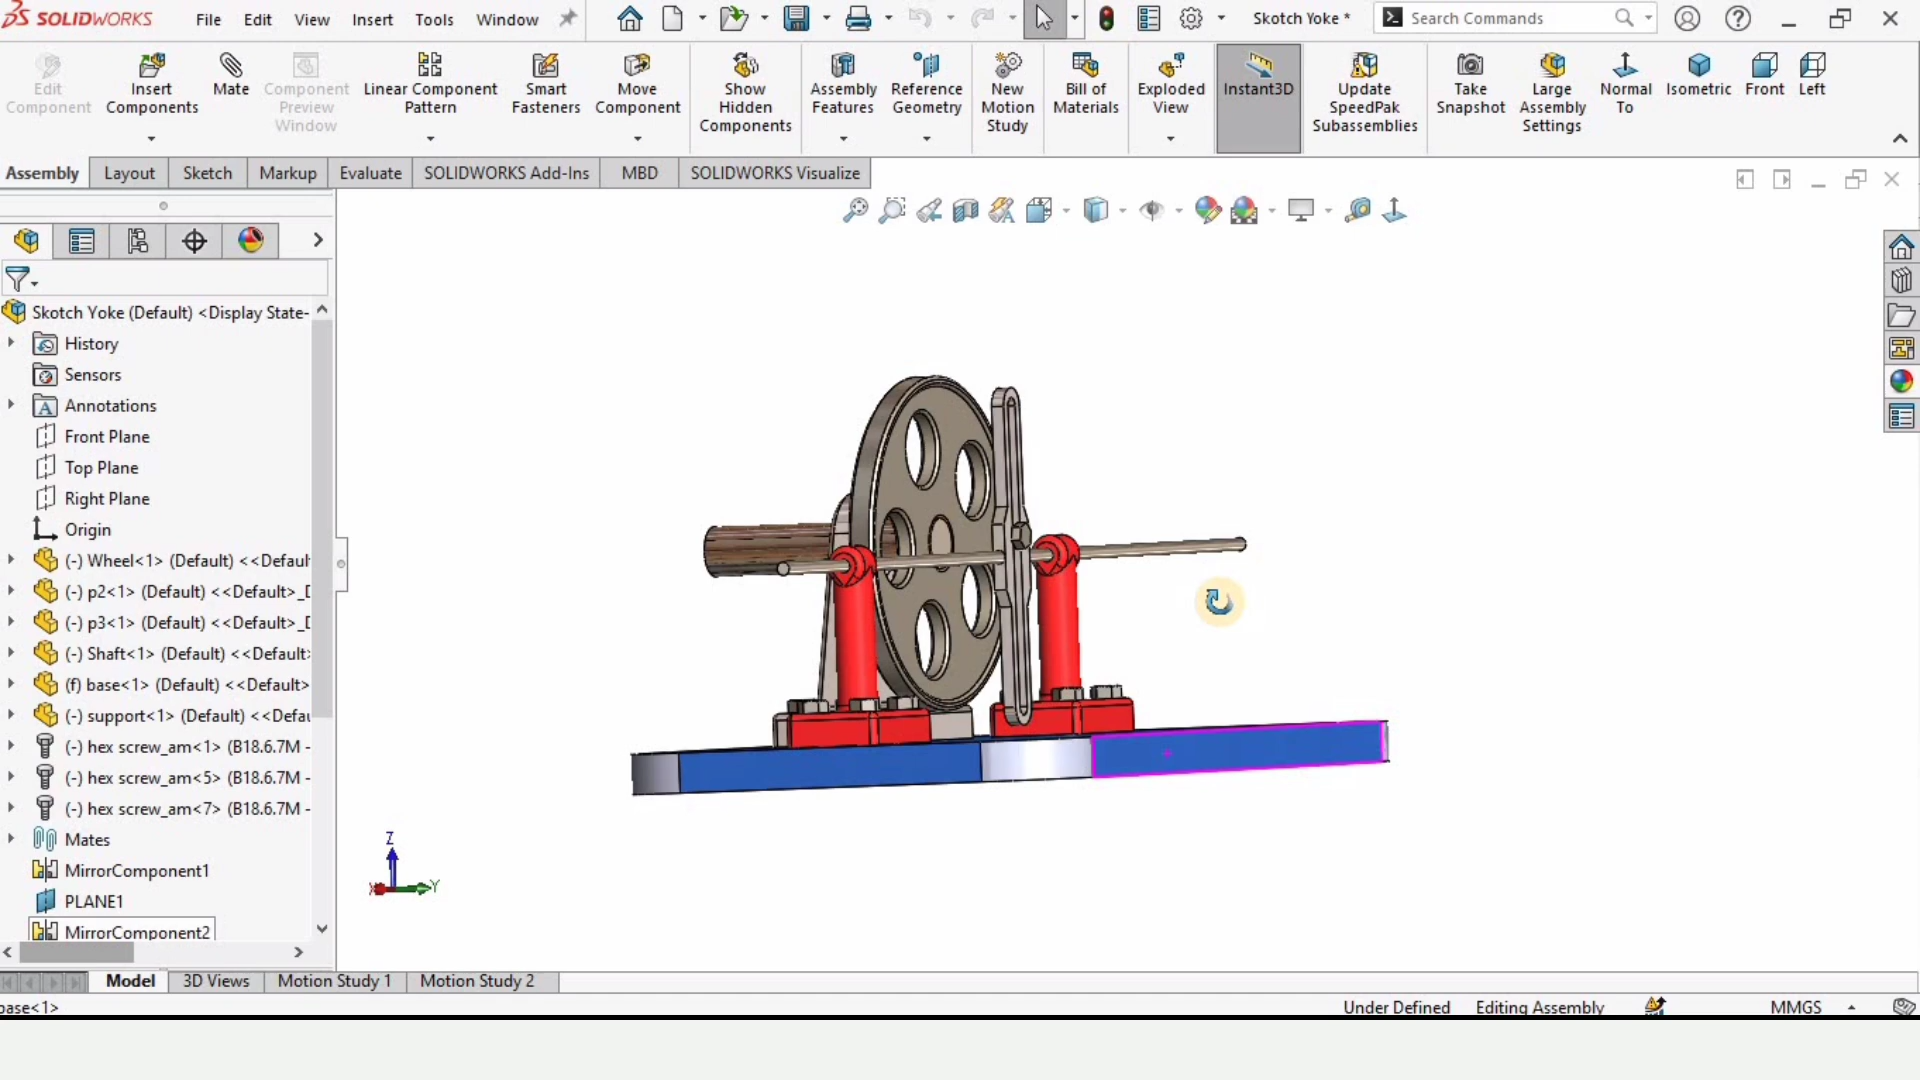 SOLIDWORKS File Edit View Insert Tools Window Skotch Yoke * Search Commands
Edit Component
Insert Components
Mate
Component Preview Window
Linear Component Pattern
Smart Fasteners
Move Component
Show Hidden Components
Assembly Features
Reference Geometry
New Motion Study
Bill of Materials
Exploded View
Instant3D
Update SpeedPak Subassemblies
Take Snapshot
Large Assembly Settings
Normal To
Isometric
Front
Left
Assembly Layout Sketch Markup Evaluate SOLIDWORKS Add-Ins MBD SOLIDWORKS Visualize
Skotch Yoke (Default) <Display State-
History
Sensors
Annotations
Front Plane
Top Plane
Right Plane
Origin
(-) Wheel<1> (Default) <<Defaul
(-) p2<1> (Default) <<Default>_D
(-) p3<1> (Default) <<Default>_D
(-) Shaft<1> (Default) <<Default>
(f) base<1> (Default) <<Default>
(-) support<1> (Default) <<Defau
(-) hex screw_am<1> (B18.6.7M -
(-) hex screw_am<5> (B18.6.7M -
(-) hex screw_am<7> (B18.6.7M -
Mates
MirrorComponent1
PLANE1
MirrorComponent2
Z
X Y
Model 3D Views Motion Study 1 Motion Study 2
base<1> Under Defined Editing Assembly MMGS